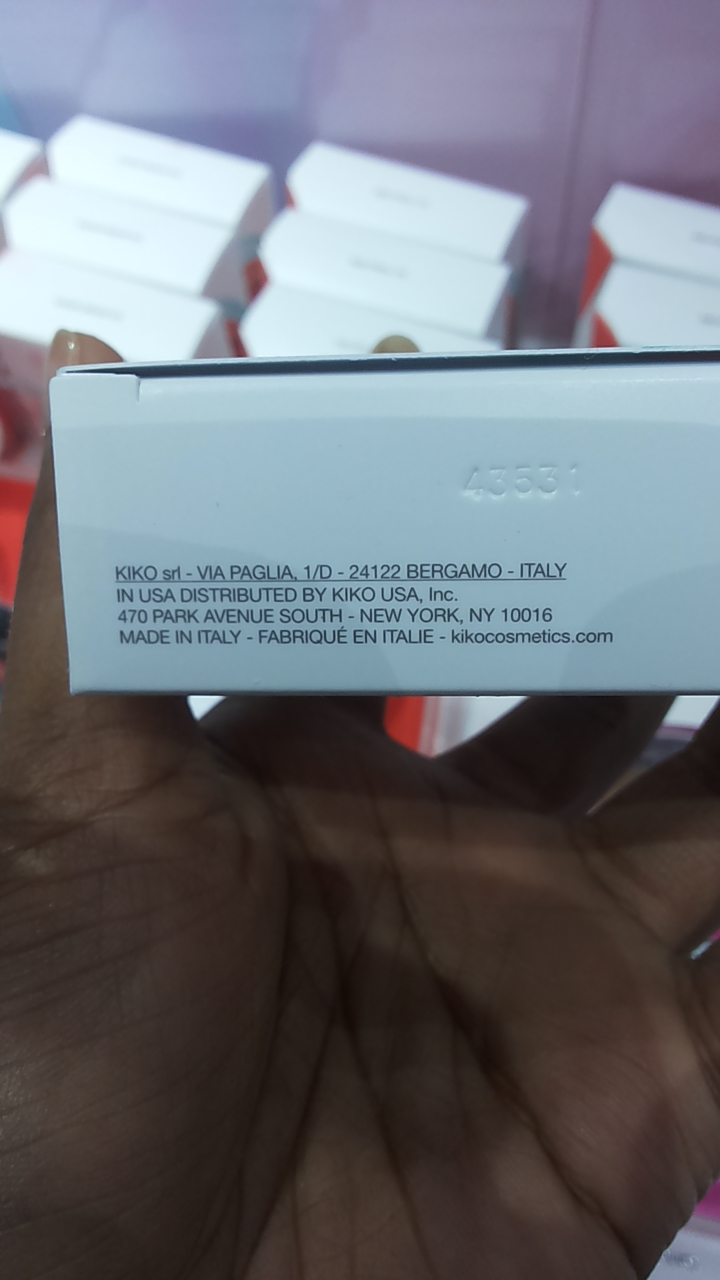 43531
KIKO srl - VIA PAGLIA, 1/D - 24122 BERGAMO - ITALY
IN USA DISTRIBUTED BY KIKO USA, Inc.
470 PARK AVENUE SOUTH - NEW YORK, NY 10016
MADE IN ITALY - FABRIQUÉ EN ITALIE - kikocosmetics.com